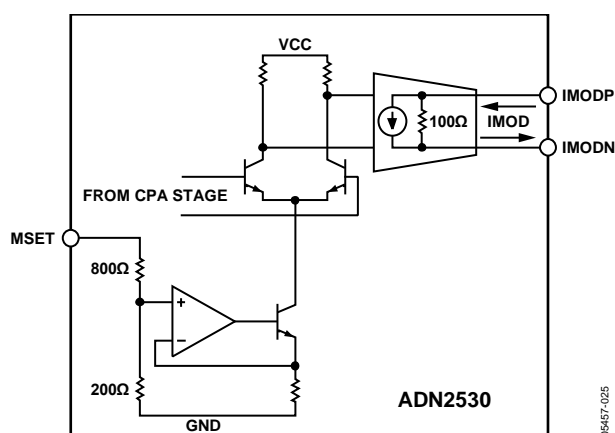 VCC
IMODP
100Ω
IMOD
IMODN
FROM CPA STAGE
MSET
800Ω
+
–
200Ω
GND
ADN2530
05457-025